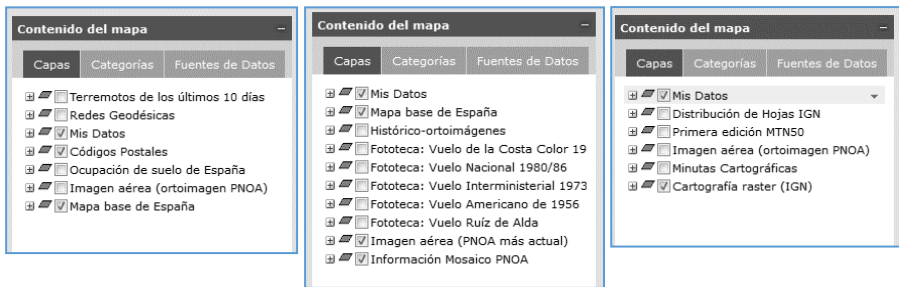 Contenido del mapa
Capas Categorías Fuentes de Datos
Terremotos de los últimos 10 días
Redes Geodésicas
Mis Datos
Códigos Postales
Ocupación de suelo de España
Imagen aérea (ortoimagen PNOA)
Mapa base de España
Contenido del mapa
Capas Categorías Fuentes de Datos
Mis Datos
Mapa base de España
Histórico-ortoimágenes
Fototeca: Vuelo de la Costa Color 19
Fototeca: Vuelo Nacional 1980/86
Fototeca: Vuelo Interministerial 1973
Fototeca: Vuelo Americano de 1956
Fototeca: Vuelo Ruíz de Alda
Imagen aérea (PNOA más actual)
Información Mosaico PNOA
Contenido del mapa
Capas Categorías Fuentes de Datos
Mis Datos
Distribución de Hojas IGN
Primera edición MTN50
Imagen aérea (ortoimagen PNOA)
Minutas Cartográficas
Cartografía raster (IGN)